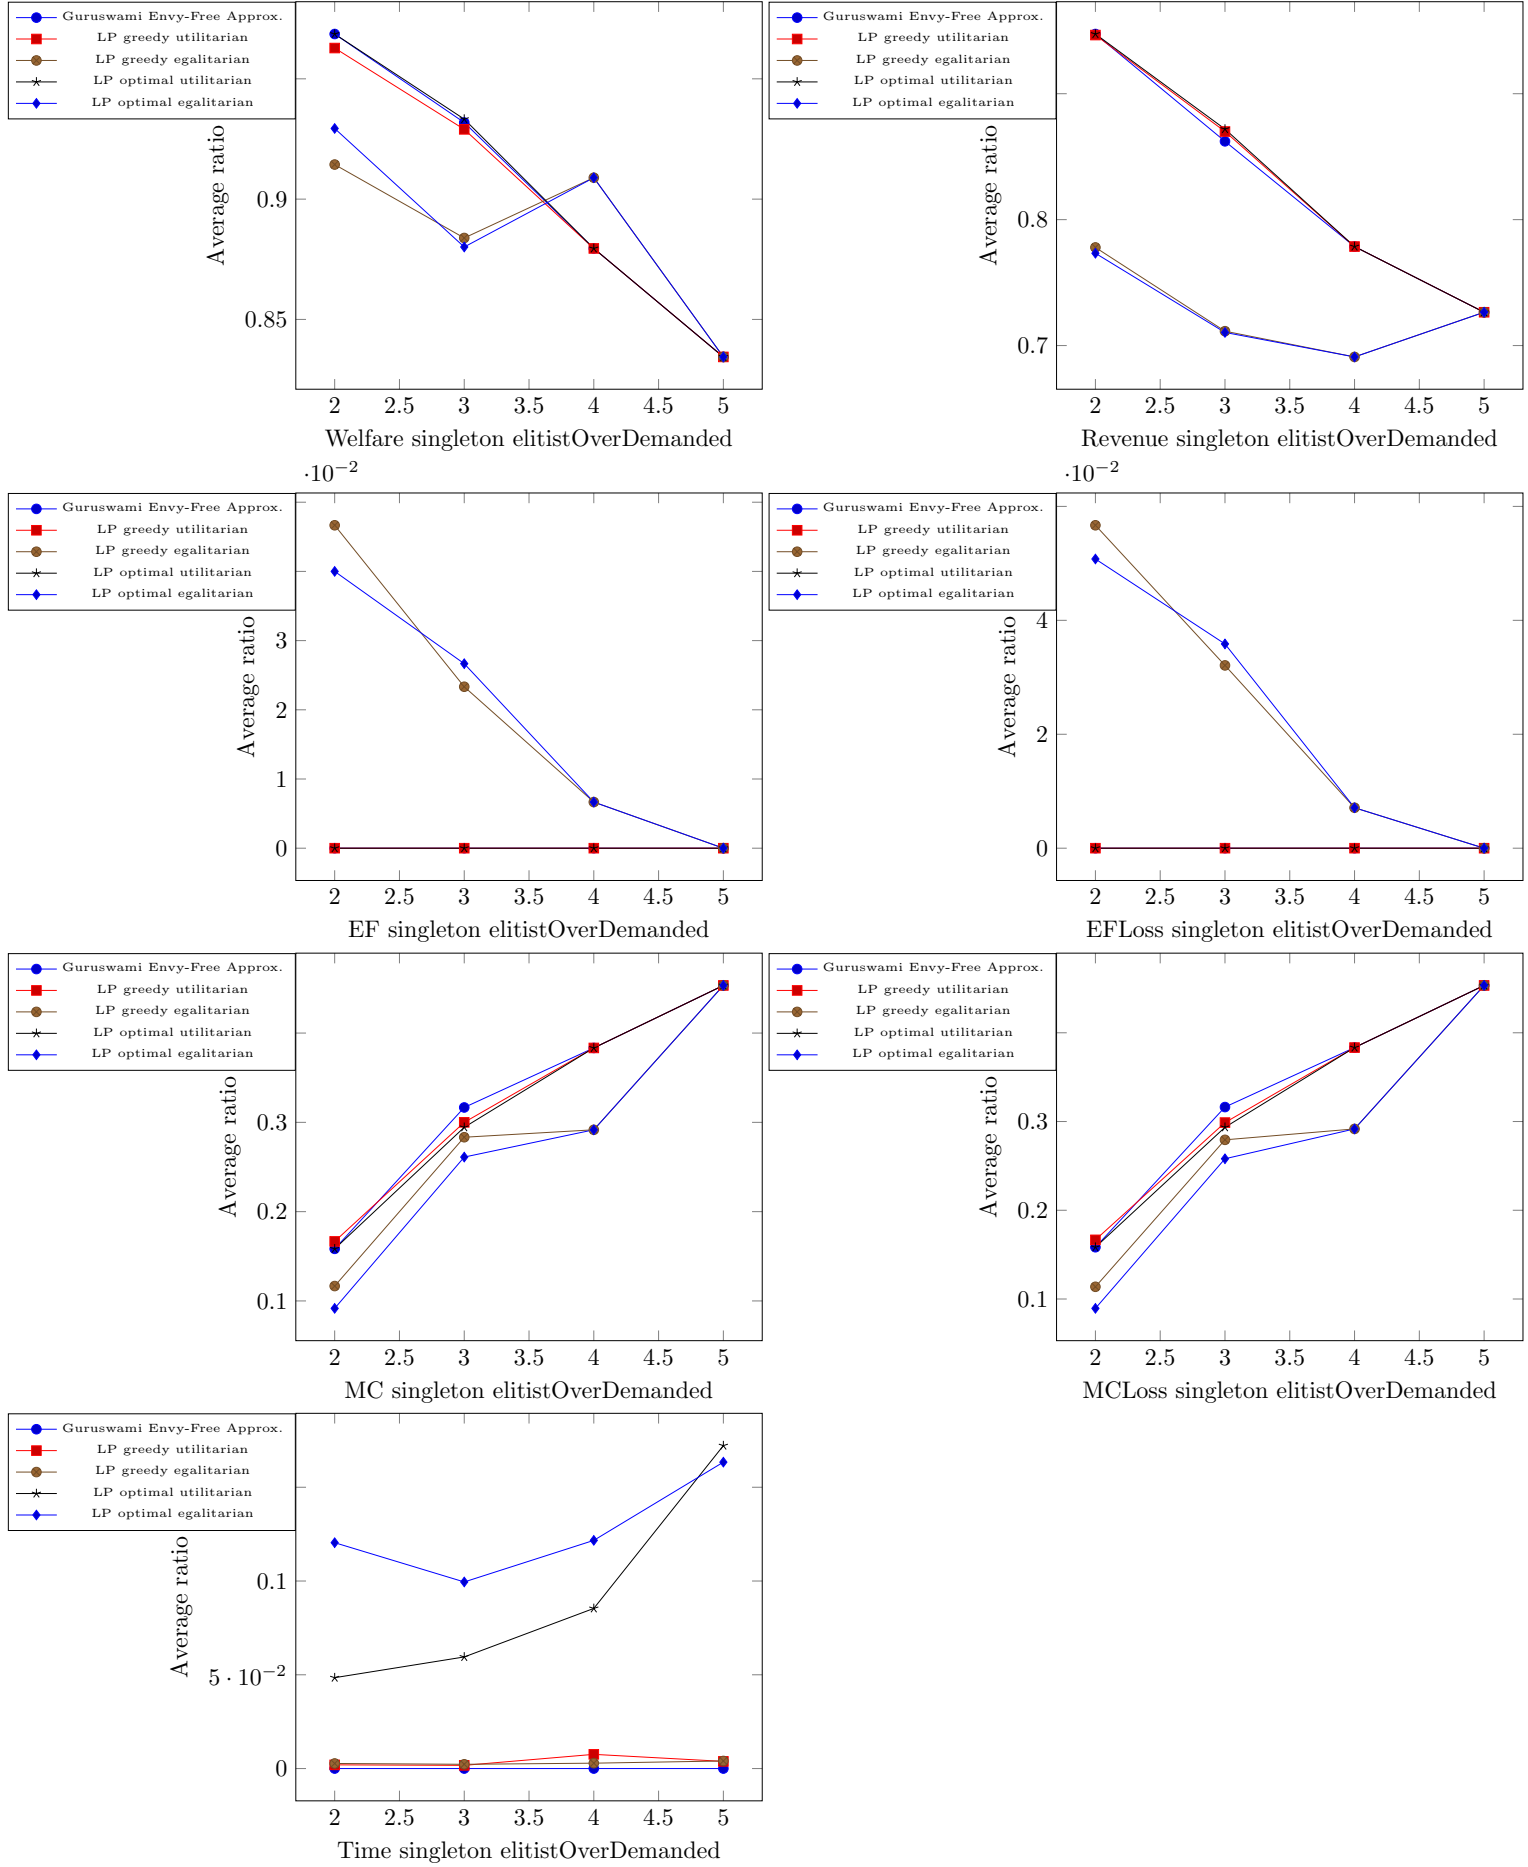 Guruswami Envy-Free Approx.
LP greedy utilitarian
LP greedy egalitarian
LP optimal utilitarian
LP optimal egalitarian
Average ratio
0.9
0.85
2 2.5 3 3.5 4 4.5 5
Welfare singleton elitistOverDemanded
Guruswami Envy-Free Approx.
LP greedy utilitarian
LP greedy egalitarian
LP optimal utilitarian
LP optimal egalitarian
Average ratio
0.8
0.7
2 2.5 3 3.5 4 4.5 5
Revenue singleton elitistOverDemanded
·10⁻²
Guruswami Envy-Free Approx.
LP greedy utilitarian
LP greedy egalitarian
LP optimal utilitarian
LP optimal egalitarian
Average ratio
3
2
1
0
2 2.5 3 3.5 4 4.5 5
EF singleton elitistOverDemanded
·10⁻²
Guruswami Envy-Free Approx.
LP greedy utilitarian
LP greedy egalitarian
LP optimal utilitarian
LP optimal egalitarian
Average ratio
4
2
0
2 2.5 3 3.5 4 4.5 5
EFLoss singleton elitistOverDemanded
Guruswami Envy-Free Approx.
LP greedy utilitarian
LP greedy egalitarian
LP optimal utilitarian
LP optimal egalitarian
Average ratio
0.3
0.2
0.1
2 2.5 3 3.5 4 4.5 5
MC singleton elitistOverDemanded
Guruswami Envy-Free Approx.
LP greedy utilitarian
LP greedy egalitarian
LP optimal utilitarian
LP optimal egalitarian
Average ratio
0.3
0.2
0.1
2 2.5 3 3.5 4 4.5 5
MCLoss singleton elitistOverDemanded
Guruswami Envy-Free Approx.
LP greedy utilitarian
LP greedy egalitarian
LP optimal utilitarian
LP optimal egalitarian
Average ratio
0.1
5 · 10⁻²
0
2 2.5 3 3.5 4 4.5 5
Time singleton elitistOverDemanded